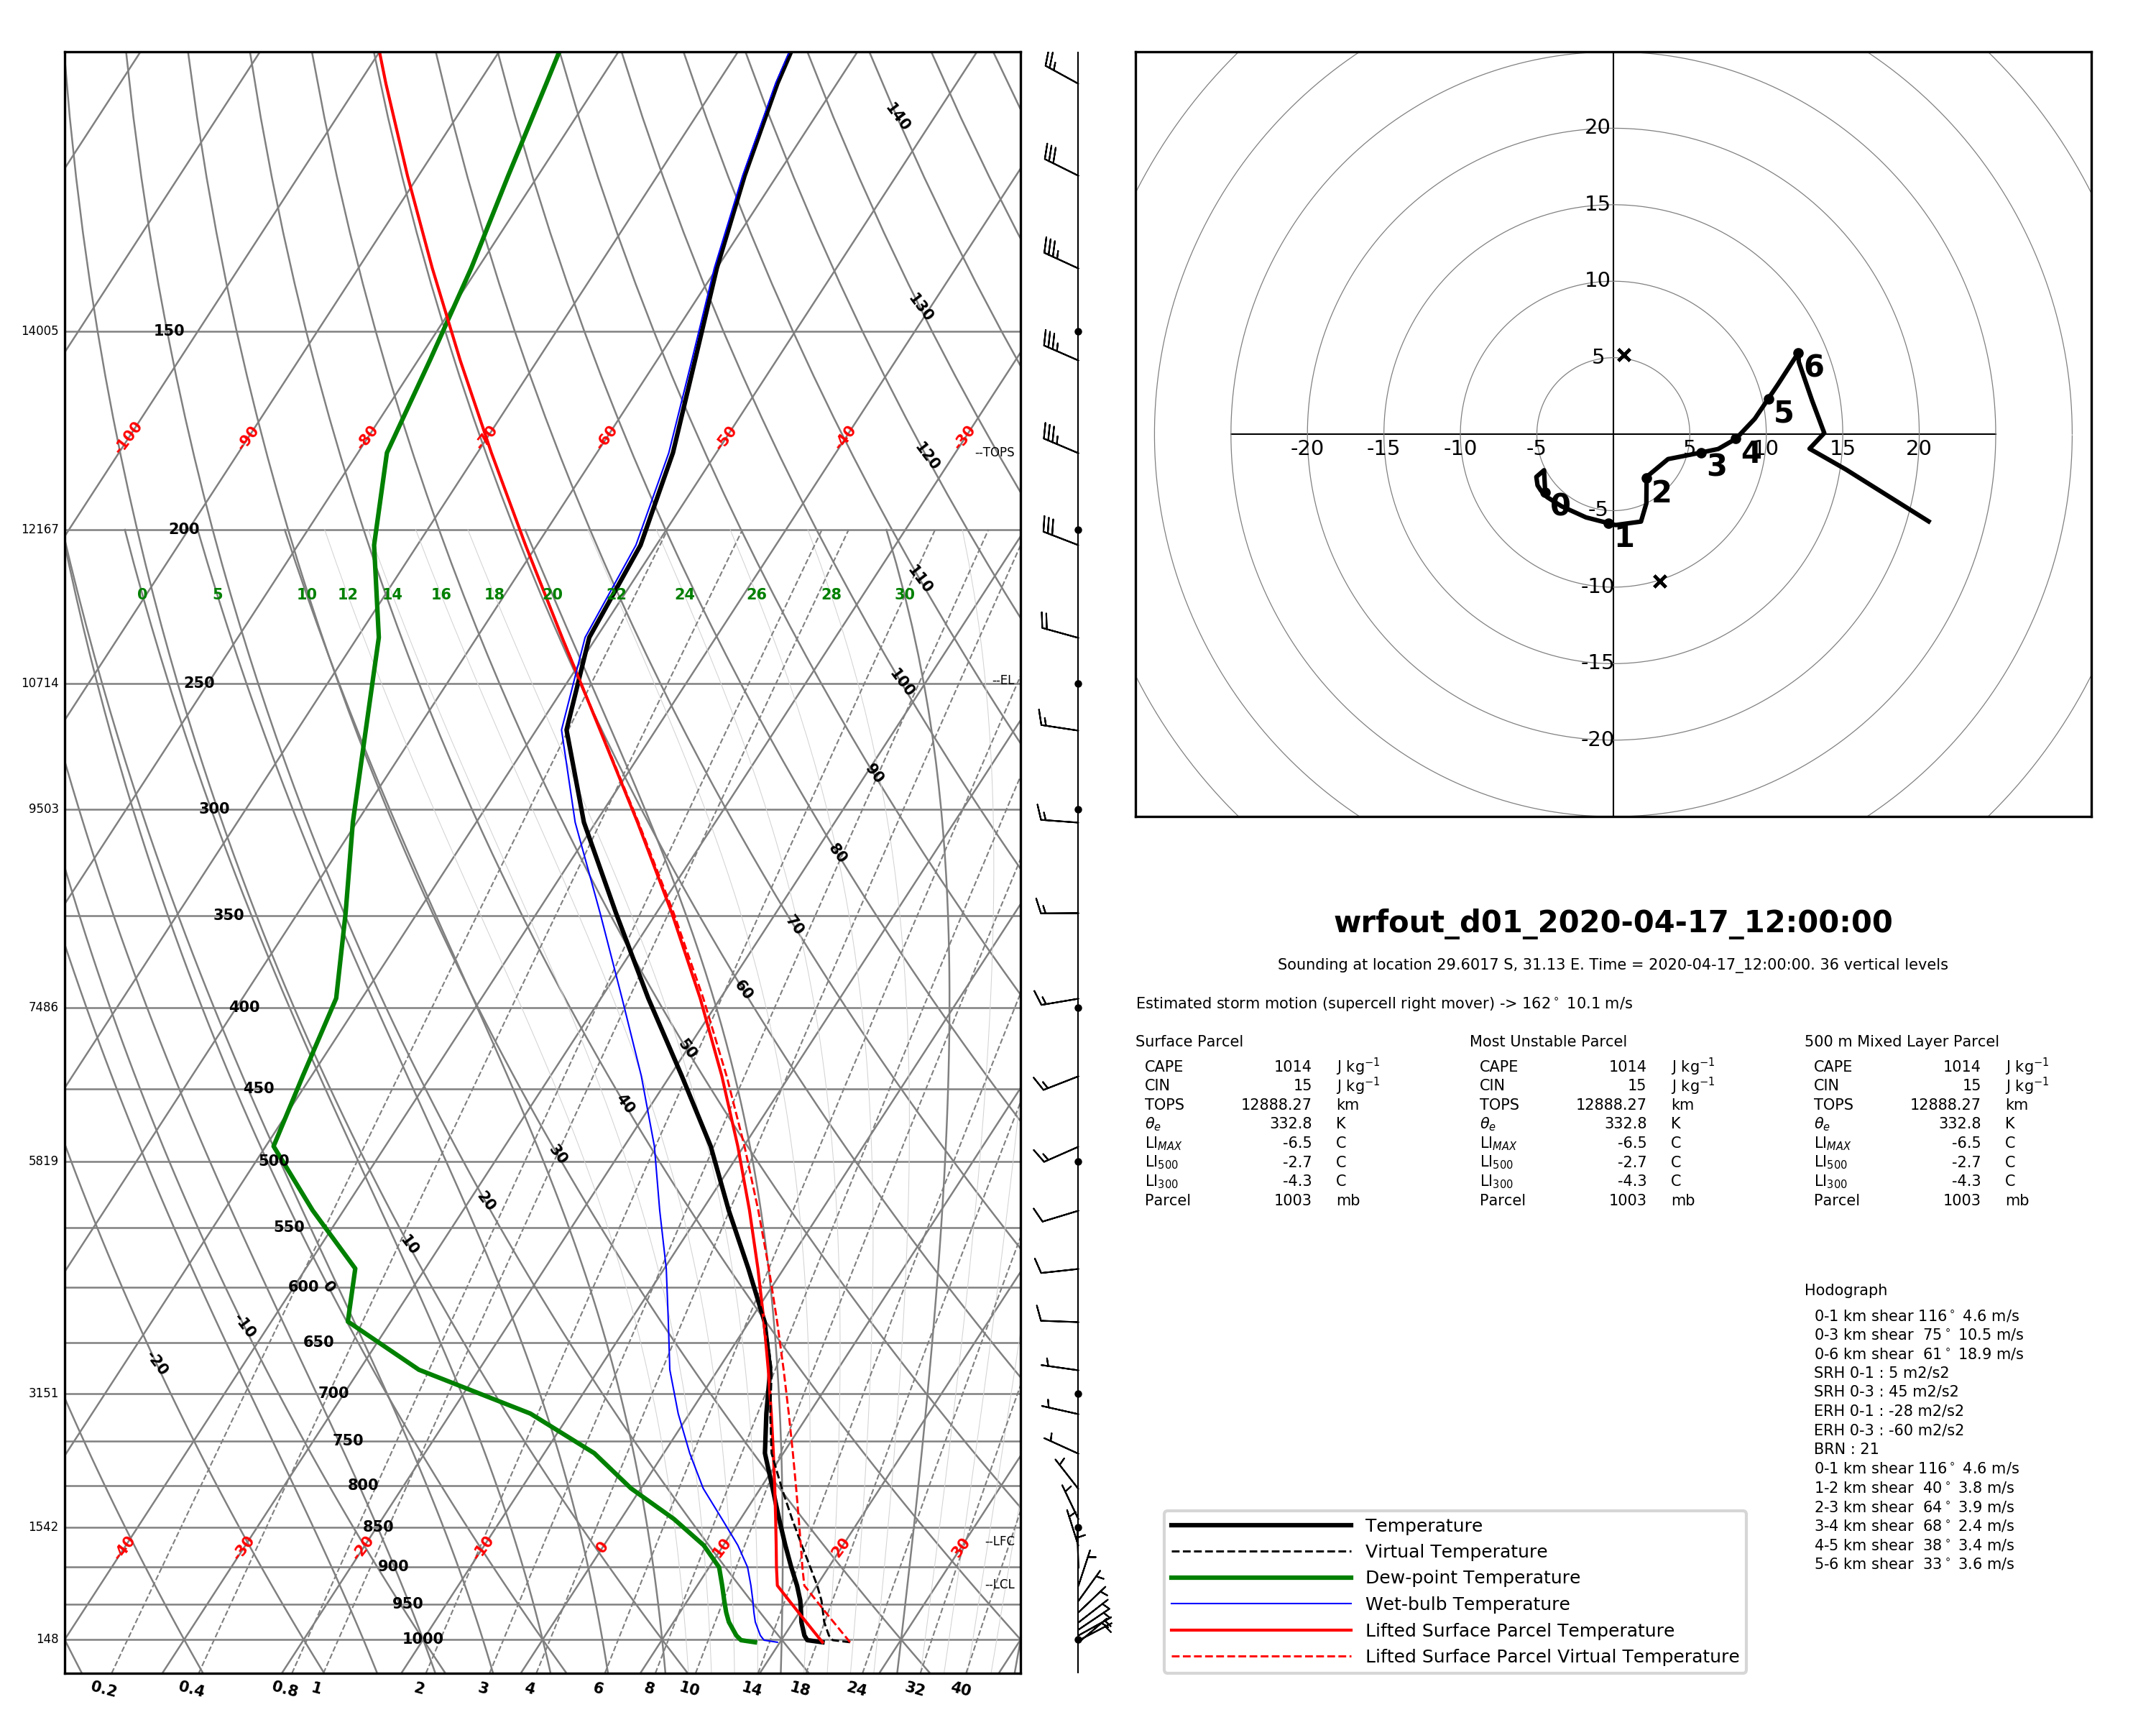 140
130
14005 150
-100 -90 -80 -70 -60 -50 -40 -30
120
--TOPS
12167 200
110
0 5 10 12 14 16 18 20 22 24 26 28 30
10714 250
100
--EL
90
9503 300
80
350
70
7486 400
60
50
450
40
5819 500
30
20
550
10
600 0
-10
650
-20
3151 700
750
800
1542 850
-40 -30 -20 -10 0 10 20 30
--LFC
900
--LCL
950
148 1000
0.2 0.4 0.8 1 2 3 4 6 8 10 14 18 24 32 40
20
15
10
5
-20 -15 -10 -5 5 10 15 20
-5
-10
-15
-20
0 1 2 3 4 5 6
wrfout_d01_2020-04-17_12:00:00
Sounding at location 29.6017 S, 31.13 E. Time = 2020-04-17_12:00:00. 36 vertical levels
Estimated storm motion (supercell right mover) -> 162° 10.1 m/s
Surface Parcel
CAPE 1014 J kg⁻¹
CIN 15 J kg⁻¹
TOPS 12888.27 km
θe 332.8 K
LIMAX -6.5 C
LI500 -2.7 C
LI300 -4.3 C
Parcel 1003 mb
Most Unstable Parcel
CAPE 1014 J kg⁻¹
CIN 15 J kg⁻¹
TOPS 12888.27 km
θe 332.8 K
LIMAX -6.5 C
LI500 -2.7 C
LI300 -4.3 C
Parcel 1003 mb
500 m Mixed Layer Parcel
CAPE 1014 J kg⁻¹
CIN 15 J kg⁻¹
TOPS 12888.27 km
θe 332.8 K
LIMAX -6.5 C
LI500 -2.7 C
LI300 -4.3 C
Parcel 1003 mb
Hodograph
0-1 km shear 116° 4.6 m/s
0-3 km shear 75° 10.5 m/s
0-6 km shear 61° 18.9 m/s
SRH 0-1 : 5 m2/s2
SRH 0-3 : 45 m2/s2
ERH 0-1 : -28 m2/s2
ERH 0-3 : -60 m2/s2
BRN : 21
0-1 km shear 116° 4.6 m/s
1-2 km shear 40° 3.8 m/s
2-3 km shear 64° 3.9 m/s
3-4 km shear 68° 2.4 m/s
4-5 km shear 38° 3.4 m/s
5-6 km shear 33° 3.6 m/s
Temperature
Virtual Temperature
Dew-point Temperature
Wet-bulb Temperature
Lifted Surface Parcel Temperature
Lifted Surface Parcel Virtual Temperature